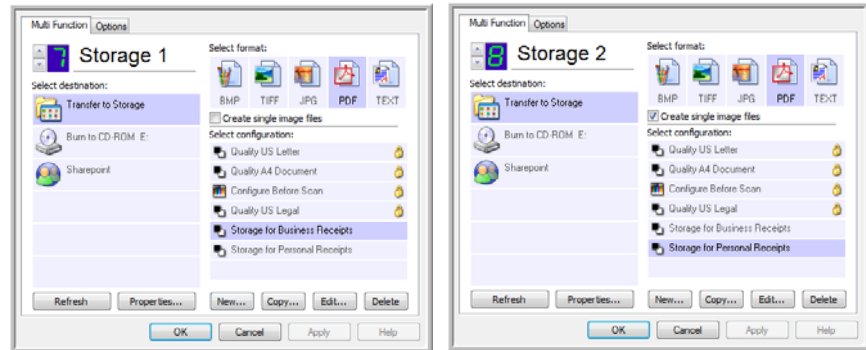 Multi Function Options
7 Storage 1
Select format:
BMP TIFF JPG PDF TEXT
Select destination:
Transfer to Storage
Burn to CD-ROM E:
Sharepoint
Create single image files
Select configuration:
Quality US Letter
Quality A4 Document
Configure Before Scan
Quality US Legal
Storage for Business Receipts
Storage for Personal Receipts
Refresh Properties... New... Copy... Edit... Delete
OK Cancel Apply Help
Multi Function Options
8 Storage 2
Select format:
BMP TIFF JPG PDF TEXT
Select destination:
Transfer to Storage
Burn to CD-ROM E:
Sharepoint
Create single image files
Select configuration:
Quality US Letter
Quality A4 Document
Configure Before Scan
Quality US Legal
Storage for Business Receipts
Storage for Personal Receipts
Refresh Properties... New... Copy... Edit... Delete
OK Cancel Apply Help